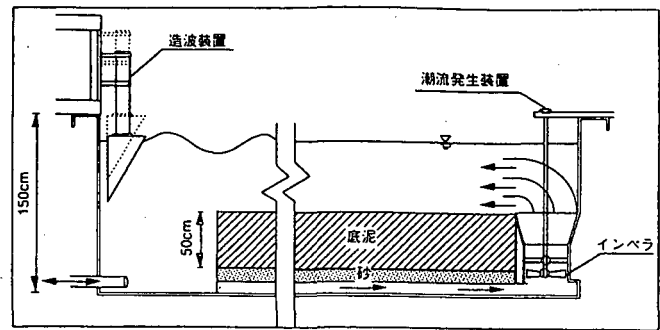 造波装置
潮流発生装置
150cm
50cm
底泥
砂
インペラ